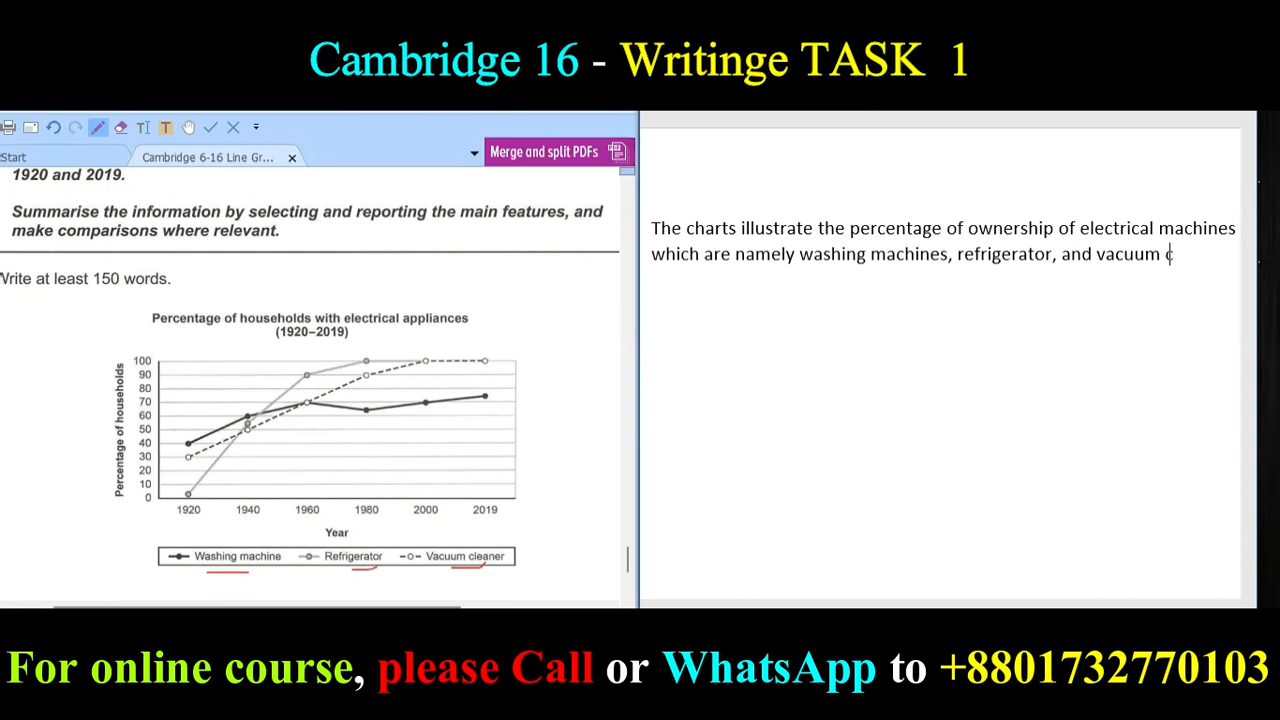 Cambridge 16 - Writinge TASK 1
Start
Cambridge 6-16 Line Gr...
Merge and split PDFs
1920 and 2019.
Summarise the information by selecting and reporting the main features, and
make comparisons where relevant.
Write at least 150 words.
Percentage of households with electrical appliances
(1920–2019)
Percentage of households
100
90
80
70
60
50
40
30
20
10
0
1920 1940 1960 1980 2000 2019
Year
Washing machine Refrigerator Vacuum cleaner
The charts illustrate the percentage of ownership of electrical machines
which are namely washing machines, refrigerator, and vacuum c
For online course, please Call or WhatsApp to +8801732770103